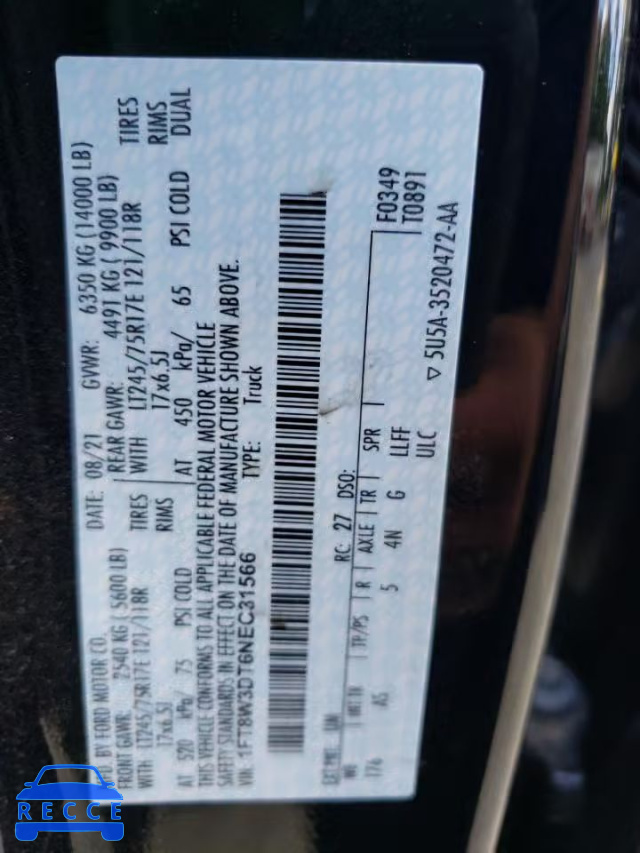 D. BY FORD MOTOR CO.
DATE: 08/21 GVWR: 6350 KG (14000 LB)
FRONT GAWR: 2540 KG ( 5600 LB) REAR GAWR: 4491 KG ( 9900 LB)
WITH LT245/75R17E 121/118R TIRES WITH LT245/75R17E 121/118R TIRES
17x6.5J RIMS 17x6.5J RIMS
AT 520 kPa/ 75 PSI COLD AT 450 kPa/ 65 PSI COLD DUAL
THIS VEHICLE CONFORMS TO ALL APPLICABLE FEDERAL MOTOR VEHICLE
SAFETY STANDARDS IN EFFECT ON THE DATE OF MANUFACTURE SHOWN ABOVE.
VIN: 1FT8W3DT6NEC31566 TYPE: Truck
F0349
T0891
EXT PNT: RC: 27 DSO:
WB TP/PS R AXLE TR SPR
176 5 4N G LLFF
ULC
▽ 5U5A-3520472-AA
RECCE